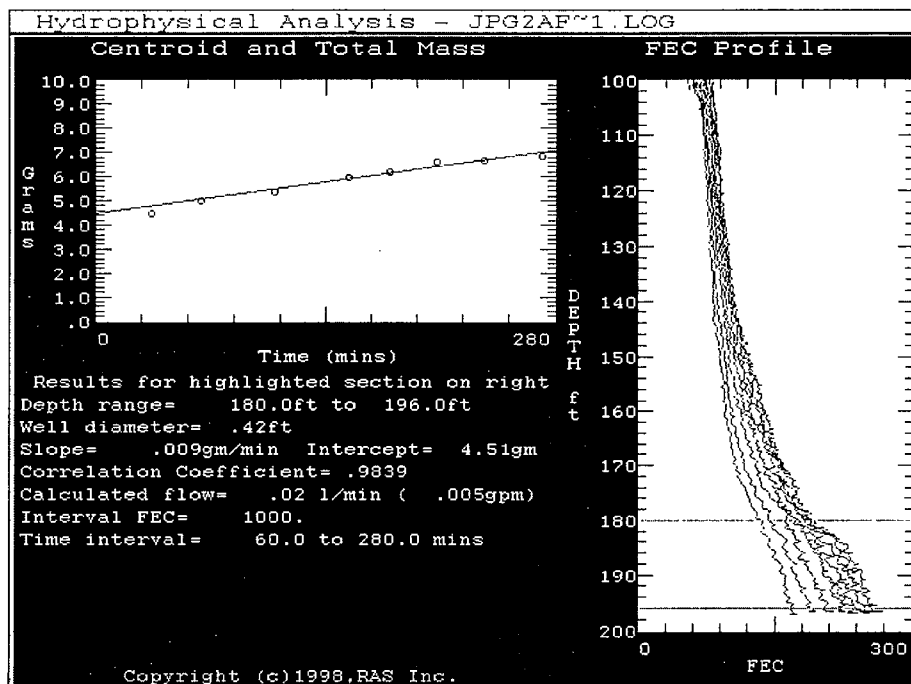 Hydrophysical Analysis - JPG2AF~1.LOG
Centroid and Total Mass
10.0
9.0
8.0
7.0
6.0
5.0
4.0
3.0
2.0
1.0
.0
Grams
0
280
Time (mins)
Results for highlighted section on right
Depth range= 180.0ft to 196.0ft
Well diameter= .42ft
Slope= .009gm/min Intercept= 4.51gm
Correlation Coefficient= .9839
Calculated flow= .02 l/min ( .005gpm)
Interval FEC= 1000.
Time interval= 60.0 to 280.0 mins
Copyright (c)1998,RAS Inc.
FEC Profile
100
110
120
130
140
150
160
170
180
190
200
DEPTH ft
0
300
FEC